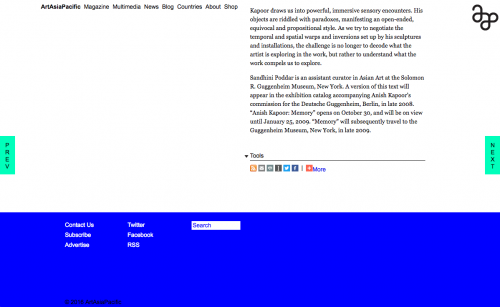 ArtAsiaPacific Magazine Multimedia News Blog Countries About Shop
Kapoor draws us into powerful, immersive sensory encounters. His
objects are riddled with paradoxes, manifesting an open-ended,
equivocal and propositional style. As we try to negotiate the
temporal and spatial warps and inversions set up by his sculptures
and installations, the challenge is no longer to decode what the
artist is exploring in the work, but rather to understand what the
work compels us to explore.
Sandhini Poddar is an assistant curator in Asian Art at the Solomon
R. Guggenheim Museum, New York. A version of this text will
appear in the exhibition catalog accompanying Anish Kapoor's
commission for the Deutsche Guggenheim, Berlin, in late 2008.
"Anish Kapoor: Memory" opens on October 30, and will be on view
until January 25, 2009. "Memory" will subsequently travel to the
Guggenheim Museum, New York, in late 2009.
PREV
NEXT
Tools
More
Contact Us Twitter Search
Subscribe Facebook
Advertise RSS
ArtAsiaPacific